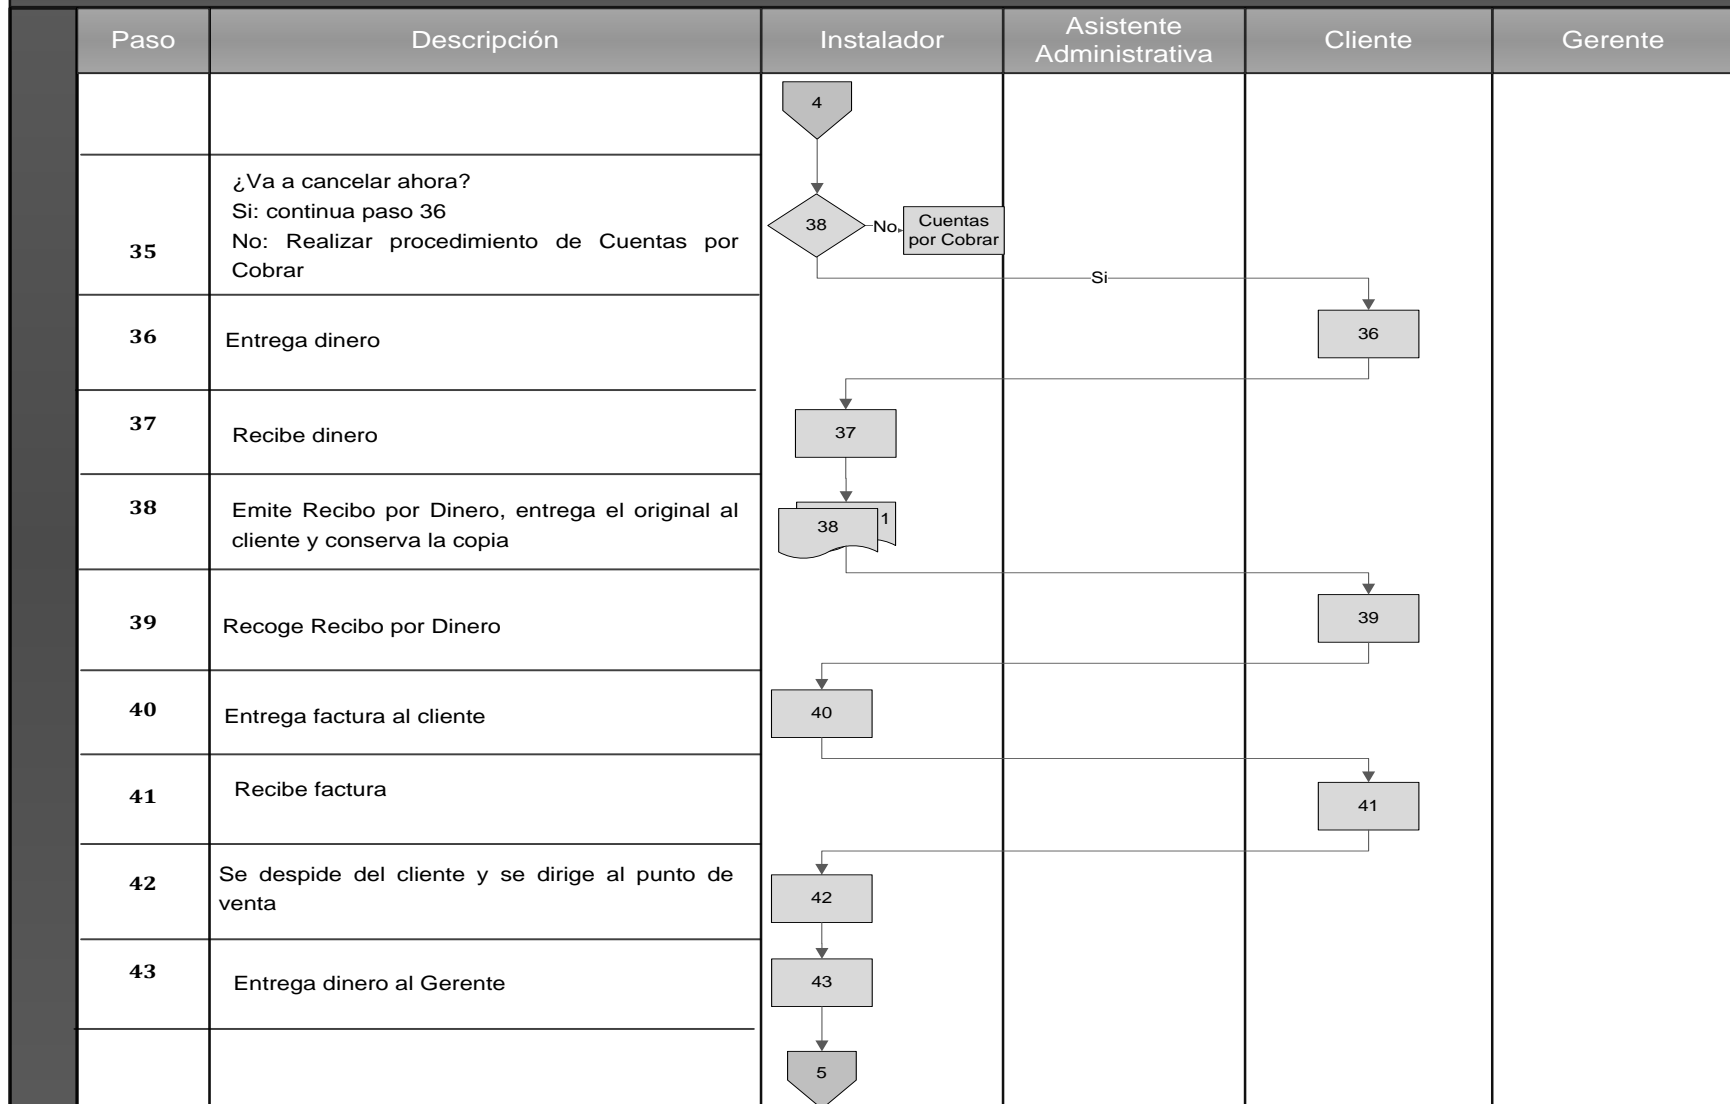 Paso
Descripción
Instalador
Asistente
Administrativa
Cliente
Gerente
4
35
¿Va a cancelar ahora?
Si: continua paso 36
No: Realizar procedimiento de Cuentas por
Cobrar
38
No
Cuentas
por Cobrar
Si
36
Entrega dinero
36
37
Recibe dinero
37
38
Emite Recibo por Dinero, entrega el original al
cliente y conserva la copia
38
1
39
Recoge Recibo por Dinero
39
40
Entrega factura al cliente
40
41
Recibe factura
41
42
Se despide del cliente y se dirige al punto de
venta
42
43
Entrega dinero al Gerente
43
5